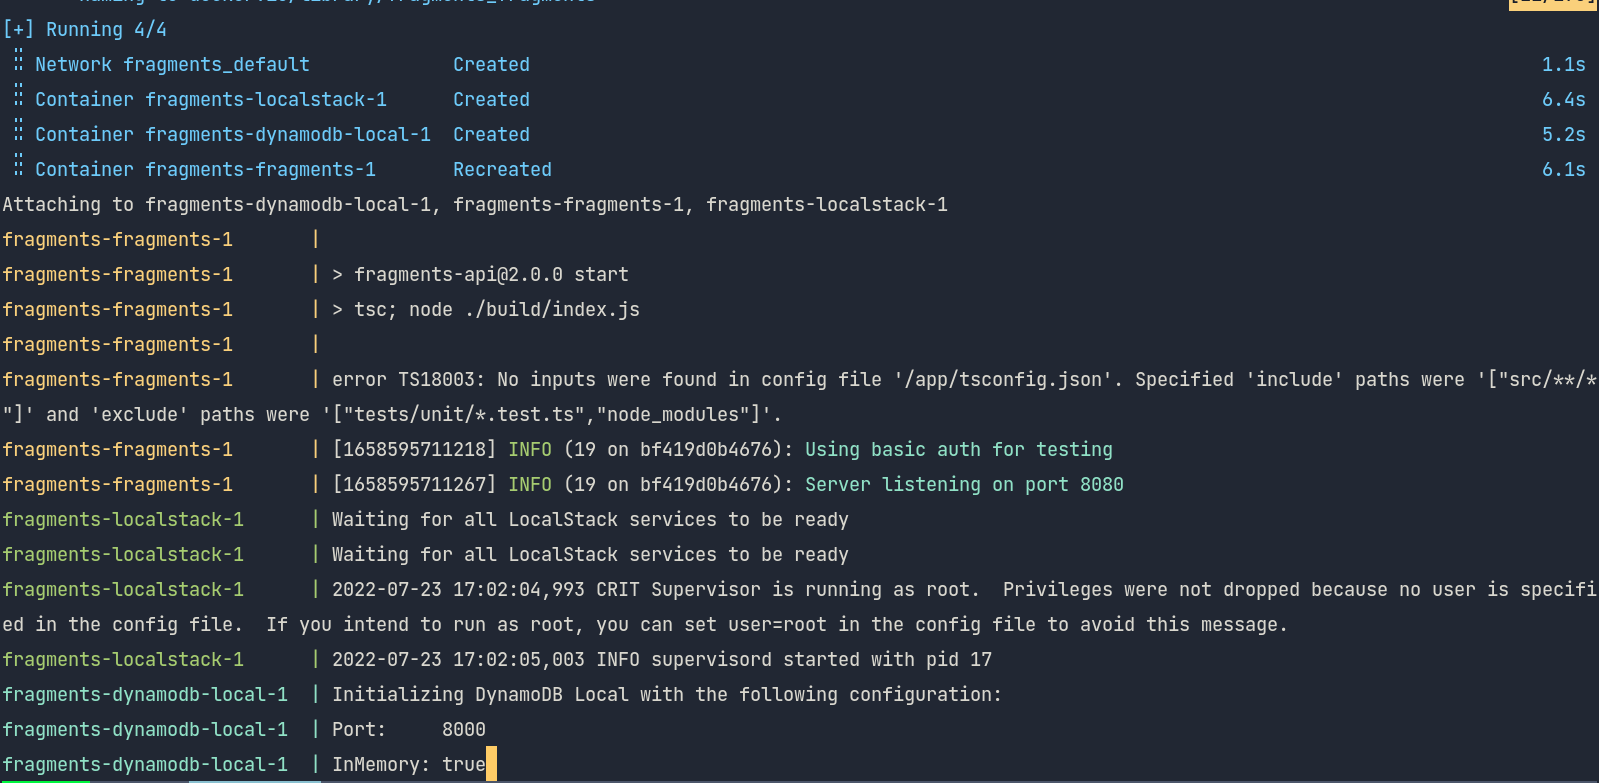 [+] Running 4/4
Network fragments_default Created 1.1s
Container fragments-localstack-1 Created 6.4s
Container fragments-dynamodb-local-1 Created 5.2s
Container fragments-fragments-1 Recreated 6.1s
Attaching to fragments-dynamodb-local-1, fragments-fragments-1, fragments-localstack-1
fragments-fragments-1 |
fragments-fragments-1 | > fragments-api@2.0.0 start
fragments-fragments-1 | > tsc; node ./build/index.js
fragments-fragments-1 |
fragments-fragments-1 | error TS18003: No inputs were found in config file '/app/tsconfig.json'. Specified 'include' paths were '["src/**/*
"]' and 'exclude' paths were '["tests/unit/*.test.ts","node_modules"]'.
fragments-fragments-1 | [1658595711218] INFO (19 on bf419d0b4676): Using basic auth for testing
fragments-fragments-1 | [1658595711267] INFO (19 on bf419d0b4676): Server listening on port 8080
fragments-localstack-1 | Waiting for all LocalStack services to be ready
fragments-localstack-1 | Waiting for all LocalStack services to be ready
fragments-localstack-1 | 2022-07-23 17:02:04,993 CRIT Supervisor is running as root.  Privileges were not dropped because no user is specifi
ed in the config file.  If you intend to run as root, you can set user=root in the config file to avoid this message.
fragments-localstack-1 | 2022-07-23 17:02:05,003 INFO supervisord started with pid 17
fragments-dynamodb-local-1 | Initializing DynamoDB Local with the following configuration:
fragments-dynamodb-local-1 | Port: 8000
fragments-dynamodb-local-1 | InMemory: true